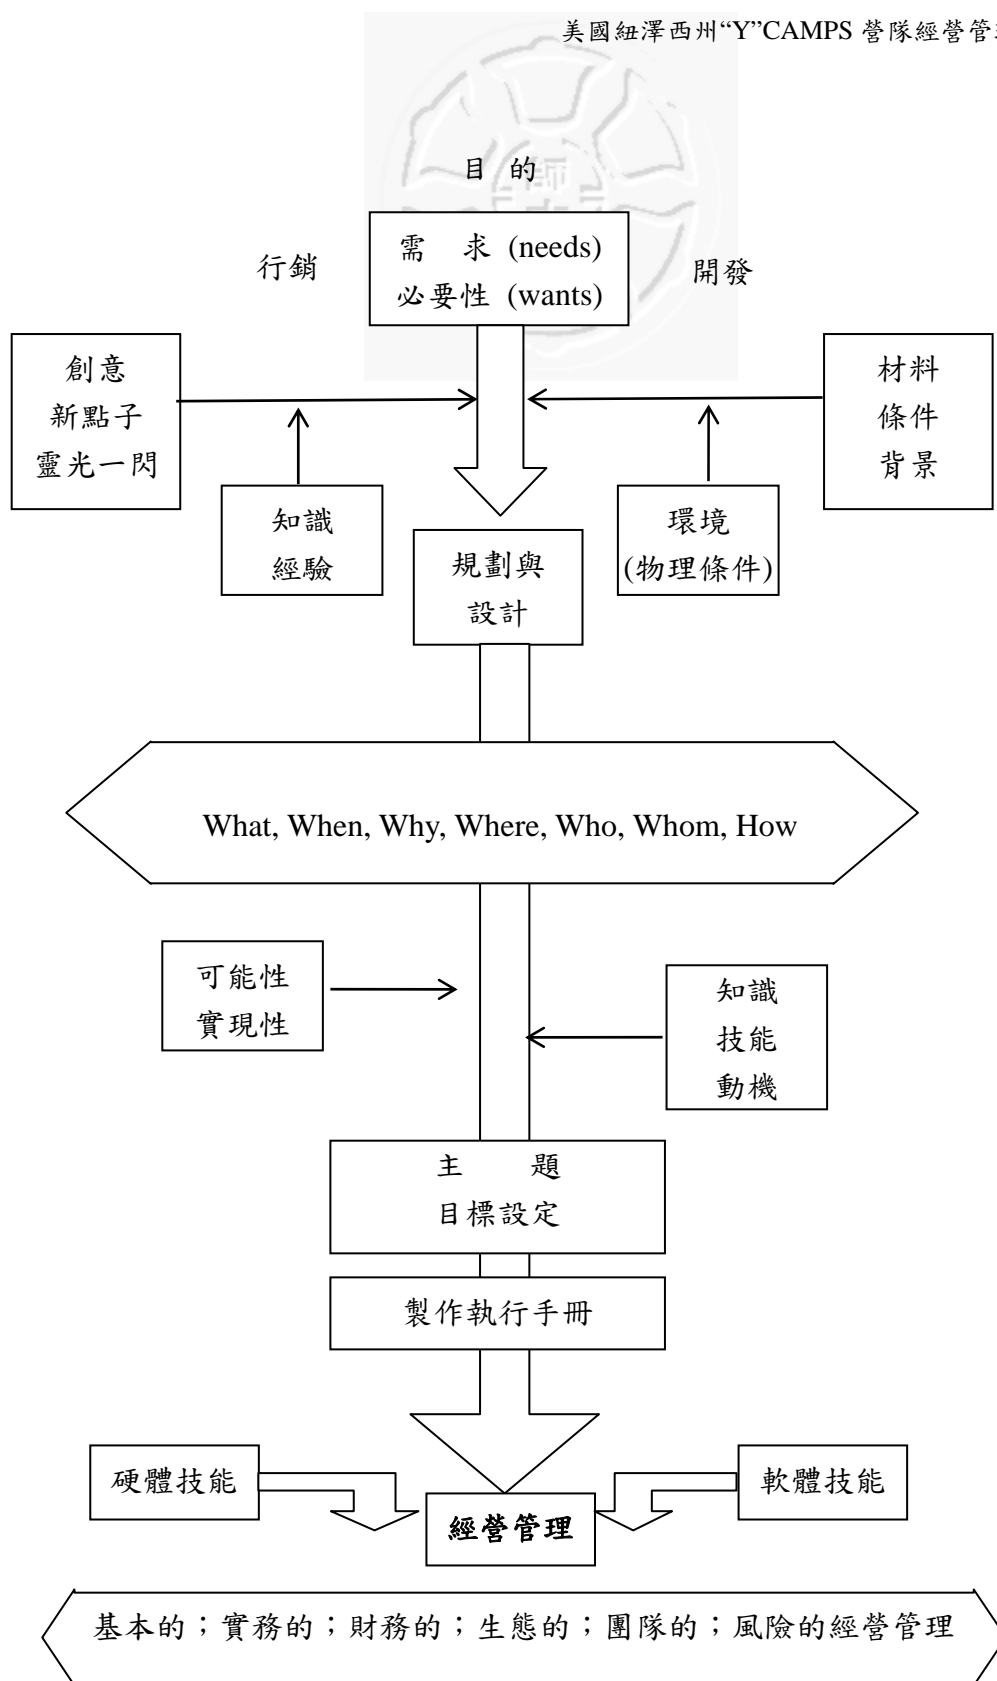 美國紐澤西州“Y”CAMPS 營隊經營管
目 的
行銷
需 求 (needs)
必要性 (wants)
開發
創意
新點子
靈光一閃
材料
條件
背景
知識
經驗
環境
(物理條件)
規劃與
設計
What, When, Why, Where, Who, Whom, How
可能性
實現性
知識
技能
動機
主 題
目標設定
製作執行手冊
硬體技能
軟體技能
經營管理
基本的；實務的；財務的；生態的；團隊的；風險的經營管理